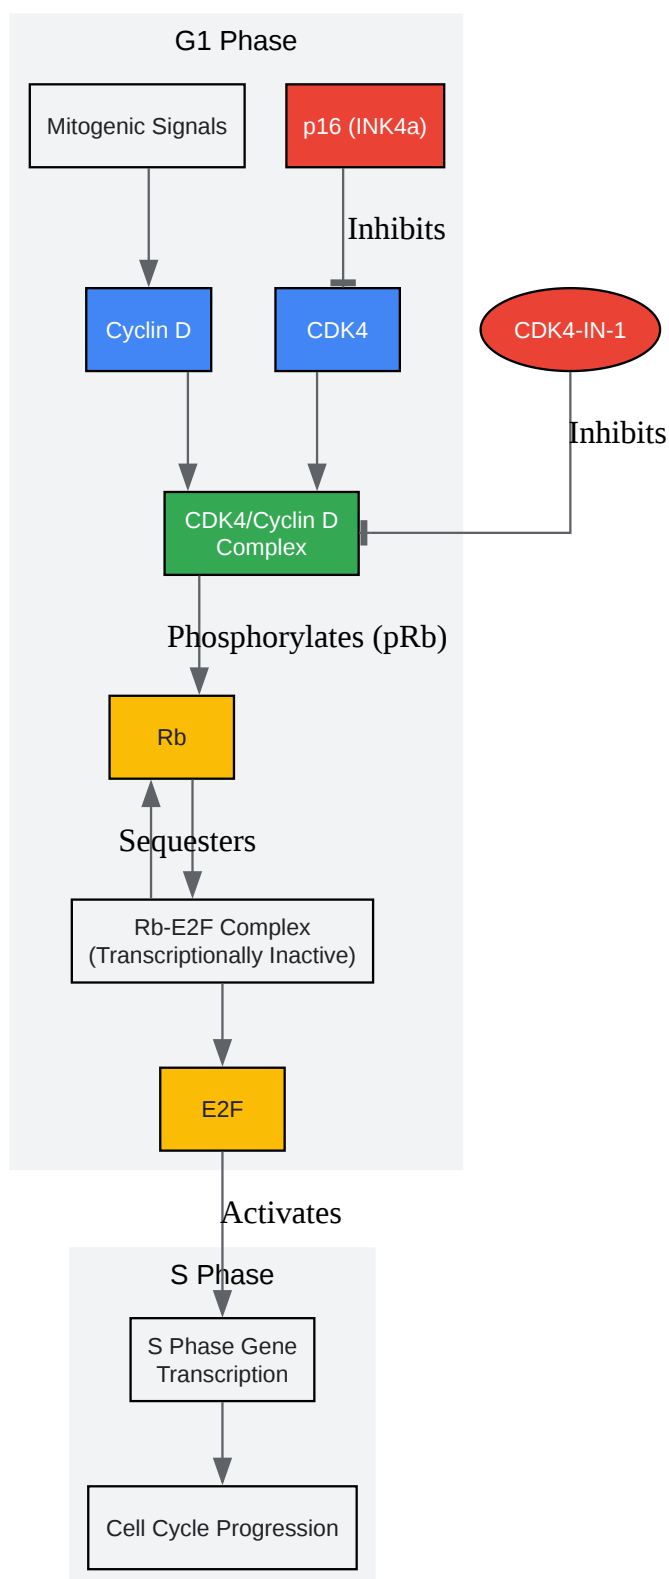 G1 Phase
Mitogenic Signals
p16 (INK4a)
Inhibits
Cyclin D
CDK4
CDK4-IN-1
Inhibits
CDK4/Cyclin D
Complex
Phosphorylates (pRb)
Rb
Sequesters
Rb-E2F Complex
(Transcriptionally Inactive)
E2F
Activates
S Phase
S Phase Gene
Transcription
Cell Cycle Progression